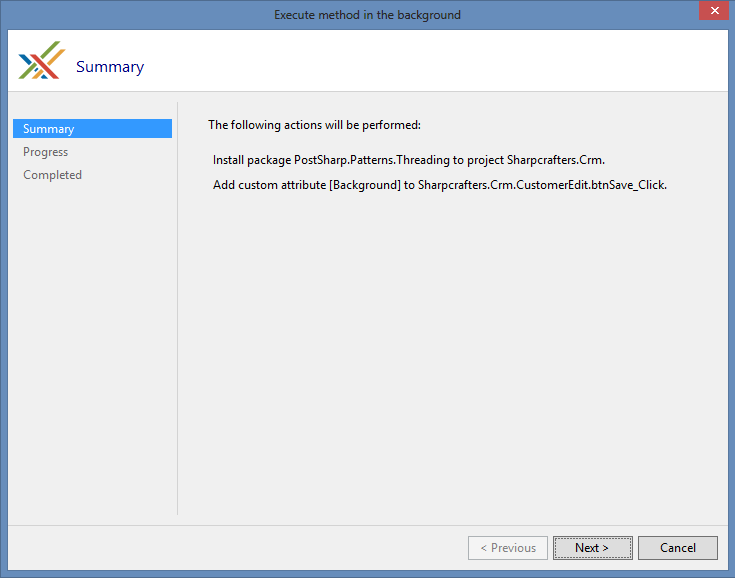 Execute method in the background
Summary
Summary
Progress
Completed
The following actions will be performed:
Install package PostSharp.Patterns.Threading to project Sharpcrafters.Crm.
Add custom attribute [Background] to Sharpcrafters.Crm.CustomerEdit.btnSave_Click.
< Previous
Next >
Cancel